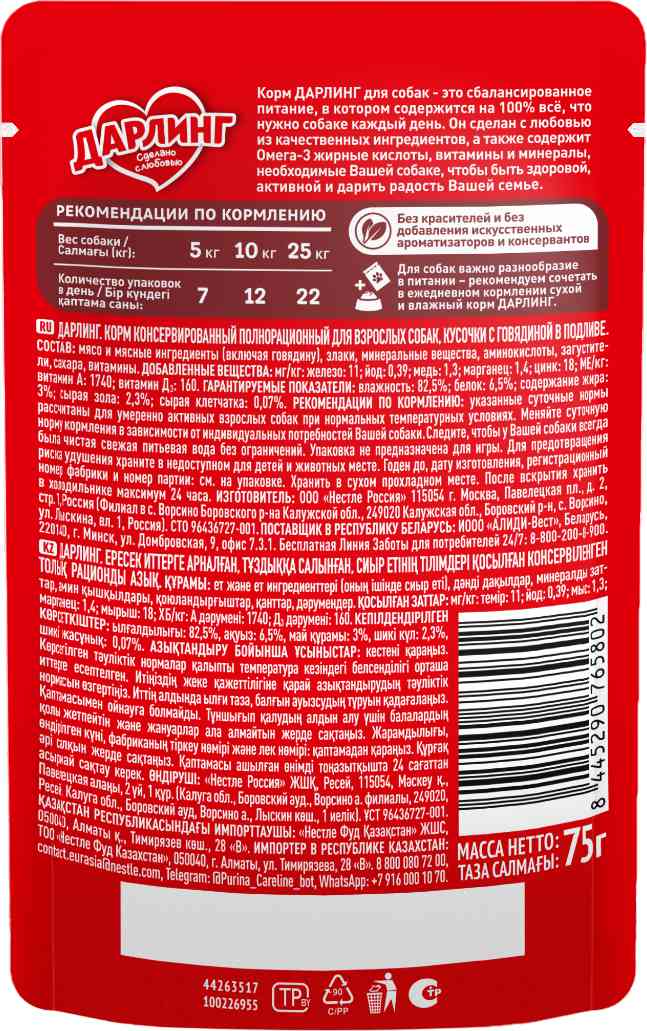 ДАРЛИНГ
Сделано
с любовью
Корм ДАРЛИНГ для собак - это сбалансированное
питание, в котором содержится на 100% всё, что
нужно собаке каждый день. Он сделан с любовью
из качественных ингредиентов, а также содержит
Омега-3 жирные кислоты, витамины и минералы,
необходимые Вашей собаке, чтобы быть здоровой,
активной и дарить радость Вашей семье.
РЕКОМЕНДАЦИИ ПО КОРМЛЕНИЮ
Вес собаки /
Салмағы (кг): 5 кг 10 кг 25 кг
Количество упаковок
в день / Бір күндегі
қаптама саны: 7 12 22
Без красителей и без
добавления искусственных
ароматизаторов и консервантов
Для собак важно разнообразие
в питании – рекомендуем сочетать
в ежедневном кормлении сухой
и влажный корм ДАРЛИНГ.
RU ДАРЛИНГ. КОРМ КОНСЕРВИРОВАННЫЙ ПОЛНОРАЦИОННЫЙ ДЛЯ ВЗРОСЛЫХ СОБАК, КУСОЧКИ С ГОВЯДИНОЙ В ПОДЛИВЕ.
СОСТАВ: мясо и мясные ингредиенты (включая говядину), злаки, минеральные вещества, аминокислоты, загустите-
ли, сахара, витамины. ДОБАВЛЕННЫЕ ВЕЩЕСТВА: мг/кг: железо: 11; йод: 0,39; медь: 1,3; марганец: 1,4; цинк: 18; МЕ/кг:
витамин А: 1740; витамин Д₃: 160. ГАРАНТИРУЕМЫЕ ПОКАЗАТЕЛИ: влажность: 82,5%; белок: 6,5%; содержание жира:
3%; сырая зола: 2,3%; сырая клетчатка: 0,07%. РЕКОМЕНДАЦИИ ПО КОРМЛЕНИЮ: указанные суточные нормы
рассчитаны для умеренно активных взрослых собак при нормальных температурных условиях. Меняйте суточную
норму кормления в зависимости от индивидуальных потребностей Вашей собаки. Следите, чтобы у Вашей собаки всегда
была чистая свежая питьевая вода без ограничений. Упаковка не предназначена для игры. Для предотвращения
риска удушения храните в недоступном для детей и животных месте. Годен до, дату изготовления, регистрационный
номер фабрики и номер партии: см. на упаковке. Хранить в сухом прохладном месте. После вскрытия хранить
в холодильнике максимум 24 часа. ИЗГОТОВИТЕЛЬ: ООО «Нестле Россия» 115054 г. Москва, Павелецкая пл., д. 2,
стр. 1, Россия (Филиал в с. Ворсино Боровского р-на Калужской обл., 249020 Калужская обл., Боровский р-н, с. Ворсино,
ул. Лыскина, вл. 1, Россия). СТО 96436727-001. ПОСТАВЩИК В РЕСПУБЛИКУ БЕЛАРУСЬ: ИООО «АЛИДИ-Вест», Беларусь,
220140, г. Минск, ул. Домбровская, 9, офис 7.3.1. Бесплатная Линия Заботы для потребителей 24/7: 8-800-200-8-900.
KZ ДАРЛИНГ. ЕРЕСЕК ИТТЕРГЕ АРНАЛҒАН, ТҰЗДЫҚҚА САЛЫНҒАН, СИЫР ЕТІНІҢ ТІЛІМДЕРІ ҚОСЫЛҒАН КОНСЕРВІЛЕНГЕН
ТОЛЫҚ РАЦИОНДЫ АЗЫҚ. ҚҰРАМЫ: ет және ет ингредиенттері (оның ішінде сиыр еті), дәнді дақылдар, минералды зат-
тар, мин қышқылдары, қоюландырғыштар, қанттар, дәрумендер. ҚОСЫЛҒАН ЗАТТАР: мг/кг: темір: 11; йод: 0,39; мыс: 1,3;
марганец: 1,4; мырыш: 18; ХБ/кг: А дәрумені: 1740; Д₃ дәрумені: 160. КЕПІЛДЕНДІРІЛГЕН
КӨРСЕТКІШТЕР: ылғалдылығы: 82,5%, ақуыз: 6,5%, май құрамы: 3%, шикі күл: 2,3%,
шикі жасунық: 0,07%. АЗЫҚТАНДЫРУ БОЙЫНША ҰСЫНЫСТАР: кестені қараңыз.
Көрсетілген тәуліктік нормалар қалыпты температура кезіндегі белсенділігі орташа
иттерге есептелген. Итіңіздің жеке қажеттілігіне қарай азықтандырудың тәуліктік
нормасын өзгертіңіз. Иттің алдында ылғи таза, балғын ауызсудың тұруын қадағалаңыз.
Қаптмасымен ойнауға болмайды. Тұншығып қалудың алдын алу үшін балалардың
қолы жетпейтін және жануарлар ала алмайтын жерде сақтаңыз. Жарамдылығы,
өндірілген күні, фабриканың тіркеу нөмірі және лек нөмірі: қаптамадан қараңыз. Құрғақ
әрі салқын жерде сақтаңыз. Қаптамасы ашылған өнімді тоңазытқышта 24 сағаттан
асырмай сақтау керек. ӨНДІРУШІ: «Нестле Россия» ЖШҚ, Ресей, 115054, Мәскеу қ.,
Павелецкая алаңы, 2 үй, 1 құр. (Калуга обл., Боровский ауд., Ворсино а. филиалы, 249020,
Ресей, Калуга обл., Боровский ауд, Ворсино а., Лыскин көш., 1 иелік). ҰСТ 96436727-001.
ҚАЗАҚСТАН РЕСПУБЛИКАСЫНДАҒЫ ИМПОРТТАУШЫ: «Нестле Фуд Қазақстан» ЖШС,
050040, Алматы қ., Тимирязев көш., 28 «В». ИМПОРТЕР В РЕСПУБЛИКЕ КАЗАХСТАН:
ТОО «Нестле Фуд Казахстан», 050040, г. Алматы, ул. Тимирязева, 28 «В». 8 800 080 72 00,
contact.eurasia@nestle.com, Telegram: @Purina_Careline_bot, WhatsApp: +7 916 000 10 70.
8 445290 765802
МАССА НЕТТО:
ТАЗА САЛМАҒЫ: 75г
44263517
100226955
TP BY
90
C/PP
СТР